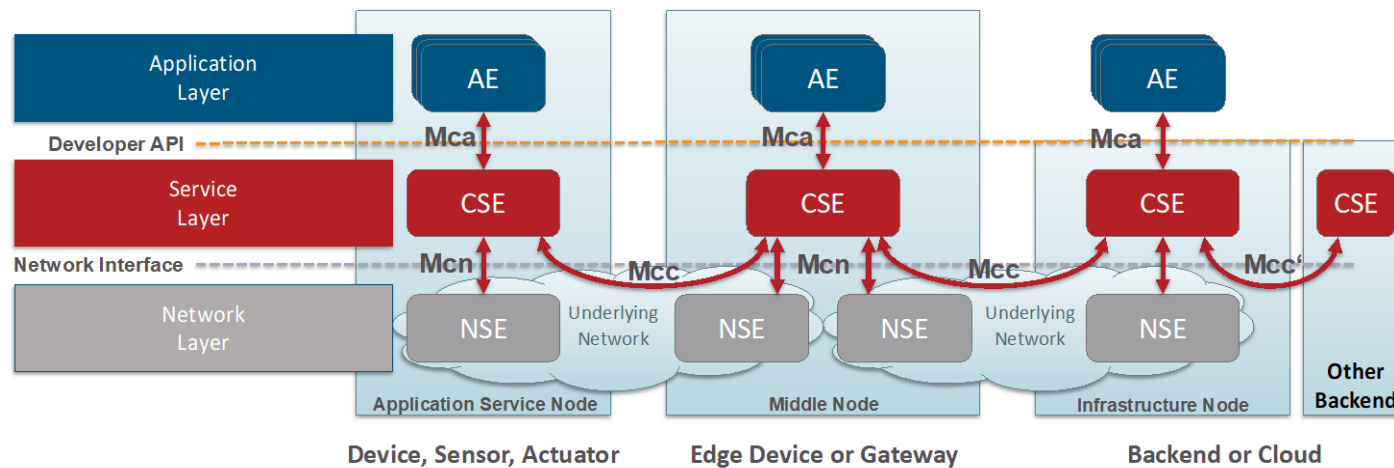 Application
Layer
AE
AE
AE
Mca
Mca
Mca
Developer API
Service
Layer
CSE
CSE
CSE
CSE
Network Interface
Mcn
Mcc
Mcn
Mcc
Mcc‘
Network
Layer
NSE
Underlying
Network
NSE
NSE
Underlying
Network
NSE
Other
Backend
Application Service Node
Middle Node
Infrastructure Node
Device, Sensor, Actuator
Edge Device or Gateway
Backend or Cloud